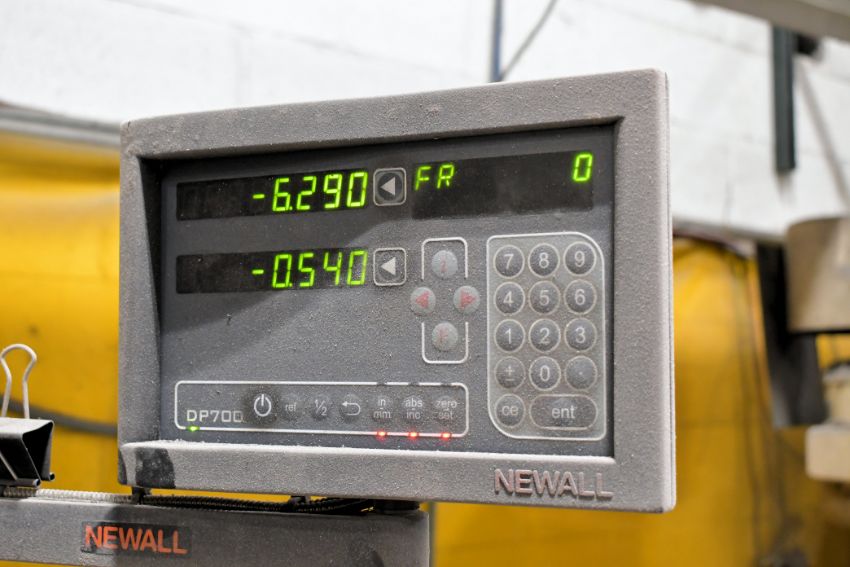 -6.290 FR 0
-0.540
7 8 9
4 5 6
1 2 3
± 0 .
ce ent
DP700 ref ½ in mm abs inc zero set
NEWALL
NEWALL